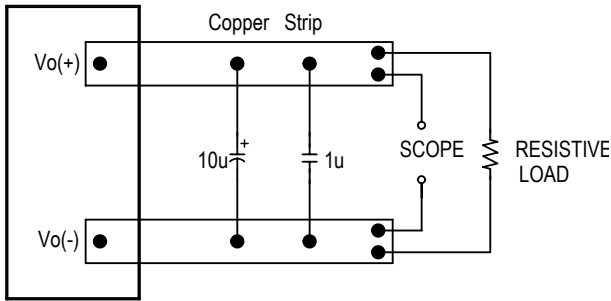 Copper Strip
Vo(+)
+
10u
1u
SCOPE
RESISTIVE
LOAD
Vo(-)